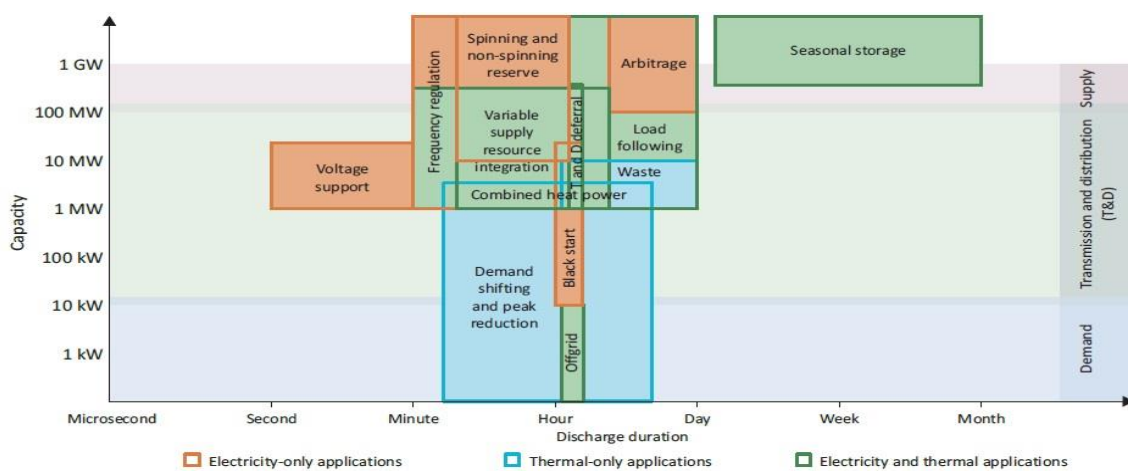 Spinning and
non-spinning
reserve
Arbitrage
Seasonal storage
1 GW
100 MW
10 MW
1 MW
100 kW
10 kW
1 kW
Capacity
Frequency regulation
Variable
supply
resource
integration
T and D deferral
Load
following
Waste
Voltage
support
Combined heat power
Demand
shifting
and peak
reduction
Black start
Offgrid
Supply
Transmission and distribution
(T&D)
Demand
Microsecond
Second
Minute
Hour
Day
Week
Month
Discharge duration
Electricity-only applications
Thermal-only applications
Electricity and thermal applications